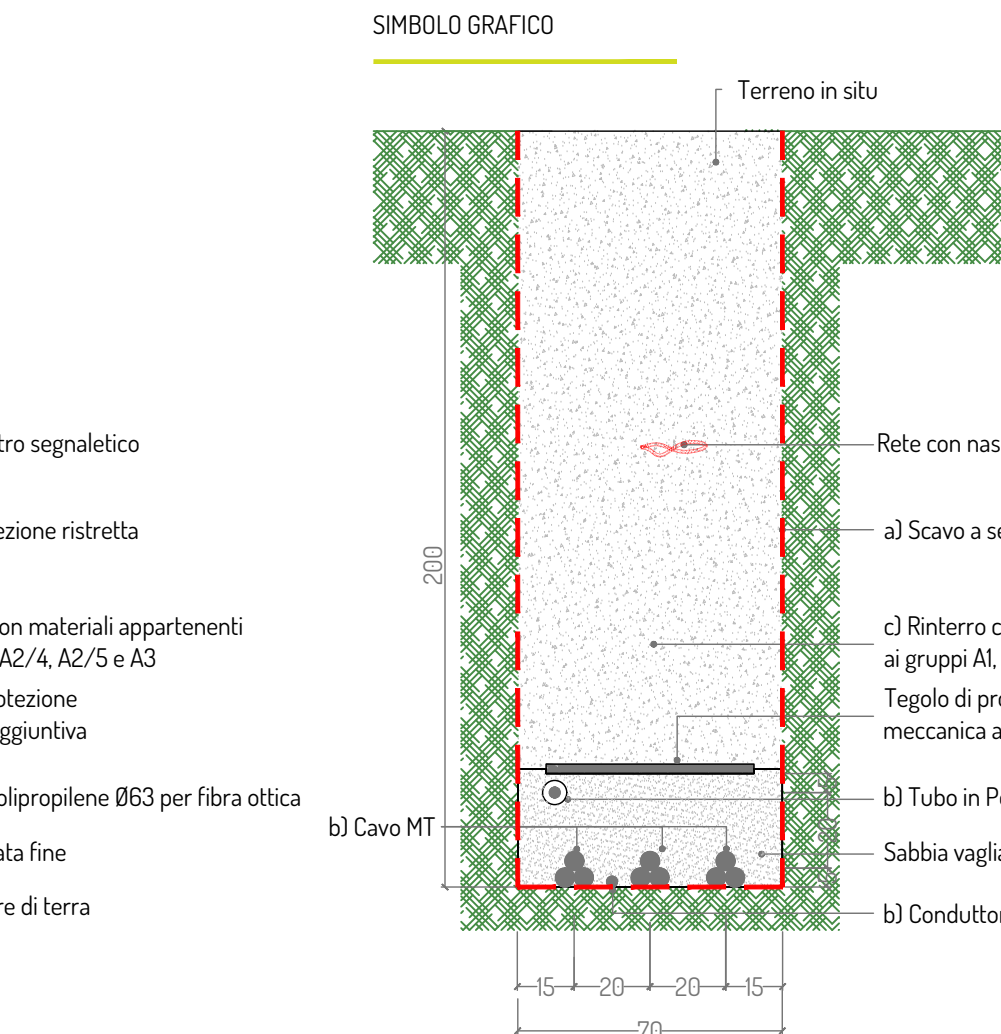 SIMBOLO GRAFICO
Terreno in situ
tro segnaletico
Rete con nas
ezione ristretta
a) Scavo a se
200
on materiali appartenenti
A2/4, A2/5 e A3
c) Rinterro c
ai gruppi A1,
otezione
ggiuntiva
Tegolo di pro
meccanica a
olipropilene Ø63 per fibra ottica
b) Tubo in Po
b) Cavo MT
ata fine
Sabbia vaglia
re di terra
b) Conduttor
15
20
20
15
70